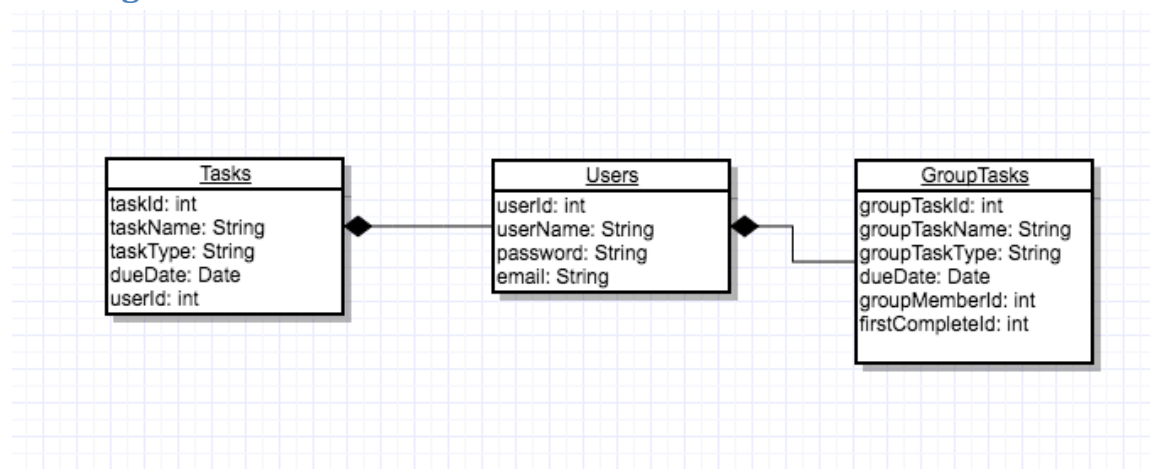 Tasks
taskId: int
taskName: String
taskType: String
dueDate: Date
userId: int
Users
userId: int
userName: String
password: String
email: String
GroupTasks
groupTaskId: int
groupTaskName: String
groupTaskType: String
dueDate: Date
groupMemberId: int
firstCompleteId: int